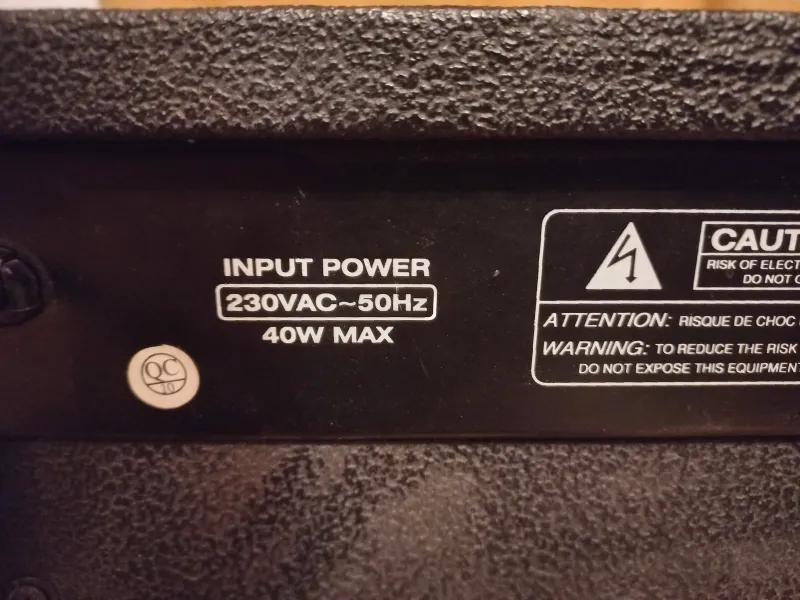 INPUT POWER
230VAC~50Hz
40W MAX
QC
10
CAUT
RISK OF ELECT
DO NOT O
ATTENTION: RISQUE DE CHOC
WARNING: TO REDUCE THE RISK
DO NOT EXPOSE THIS EQUIPMENT